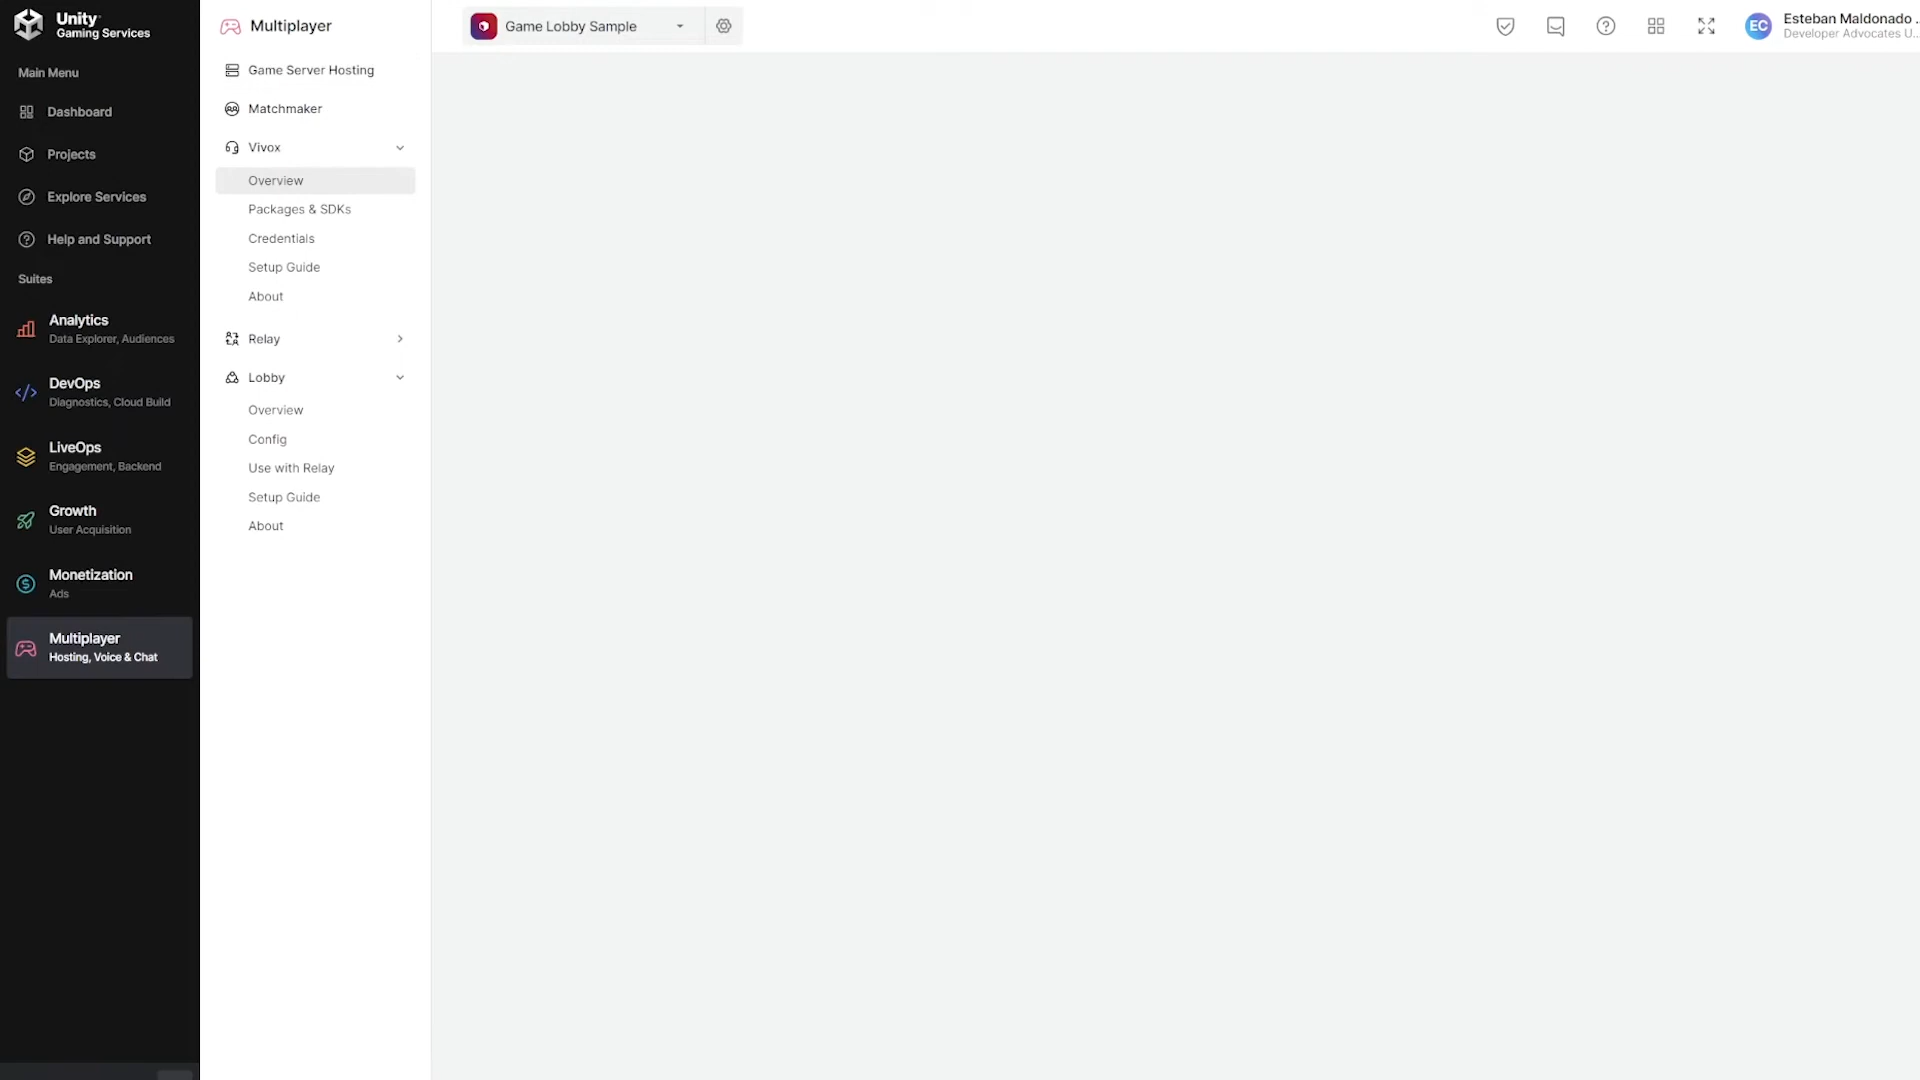 Unity
Gaming Services
Main Menu
Dashboard
Projects
Explore Services
Help and Support
Suites
Analytics
Data Explorer, Audiences
DevOps
Diagnostics, Cloud Build
LiveOps
Engagement, Backend
Growth
User Acquisition
Monetization
Ads
Multiplayer
Hosting, Voice & Chat
Multiplayer
Game Server Hosting
Matchmaker
Vivox
Overview
Packages & SDKs
Credentials
Setup Guide
About
Relay
Lobby
Overview
Config
Use with Relay
Setup Guide
About
Game Lobby Sample
EC
Esteban Maldonado ...
Developer Advocates U...